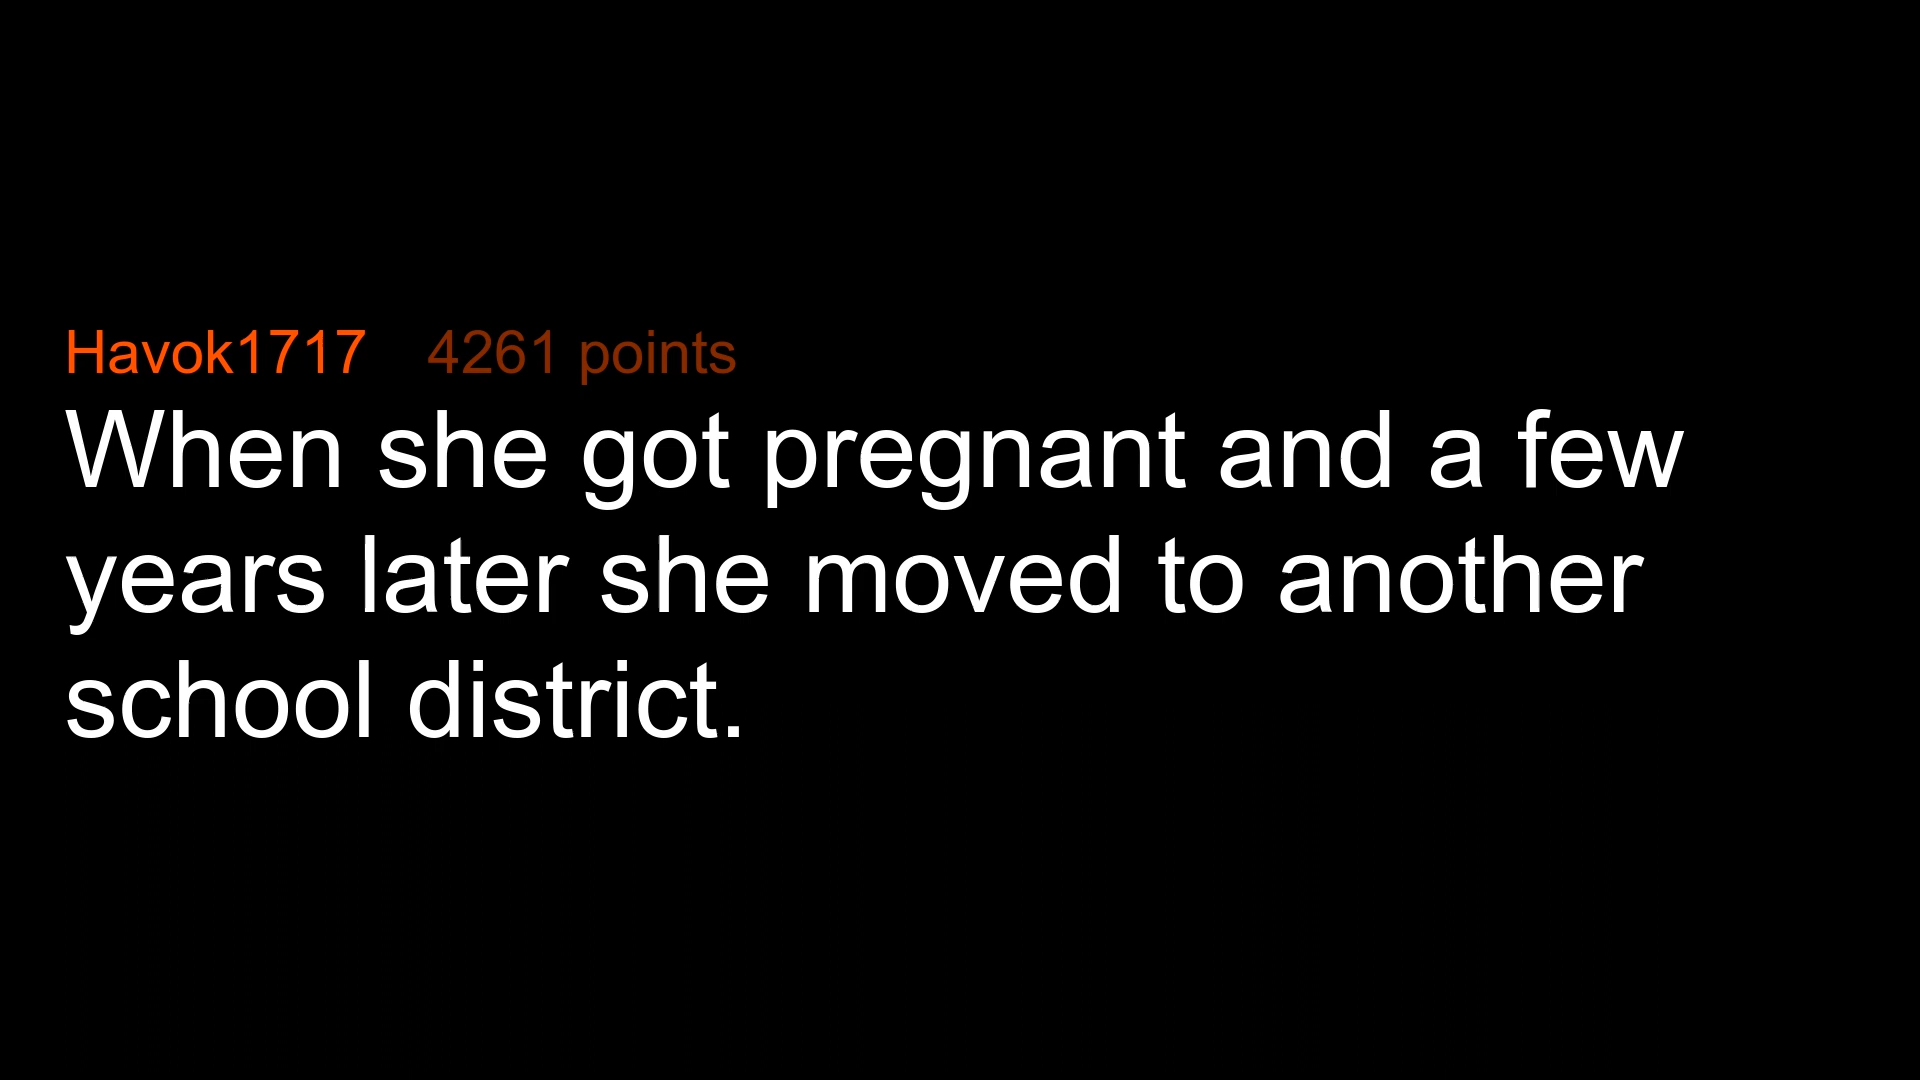 Havok1717 4261 points
When she got pregnant and a few
years later she moved to another
school district.